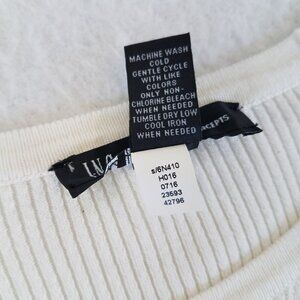 MACHINE WASH
COLD
GENTLE CYCLE
WITH LIKE
COLORS
ONLY NON-
CHLORINE BLEACH
WHEN NEEDED
TUMBLE DRY LOW
COOL IRON
WHEN NEEDED
s/6N410
H016
0716
23593
42796